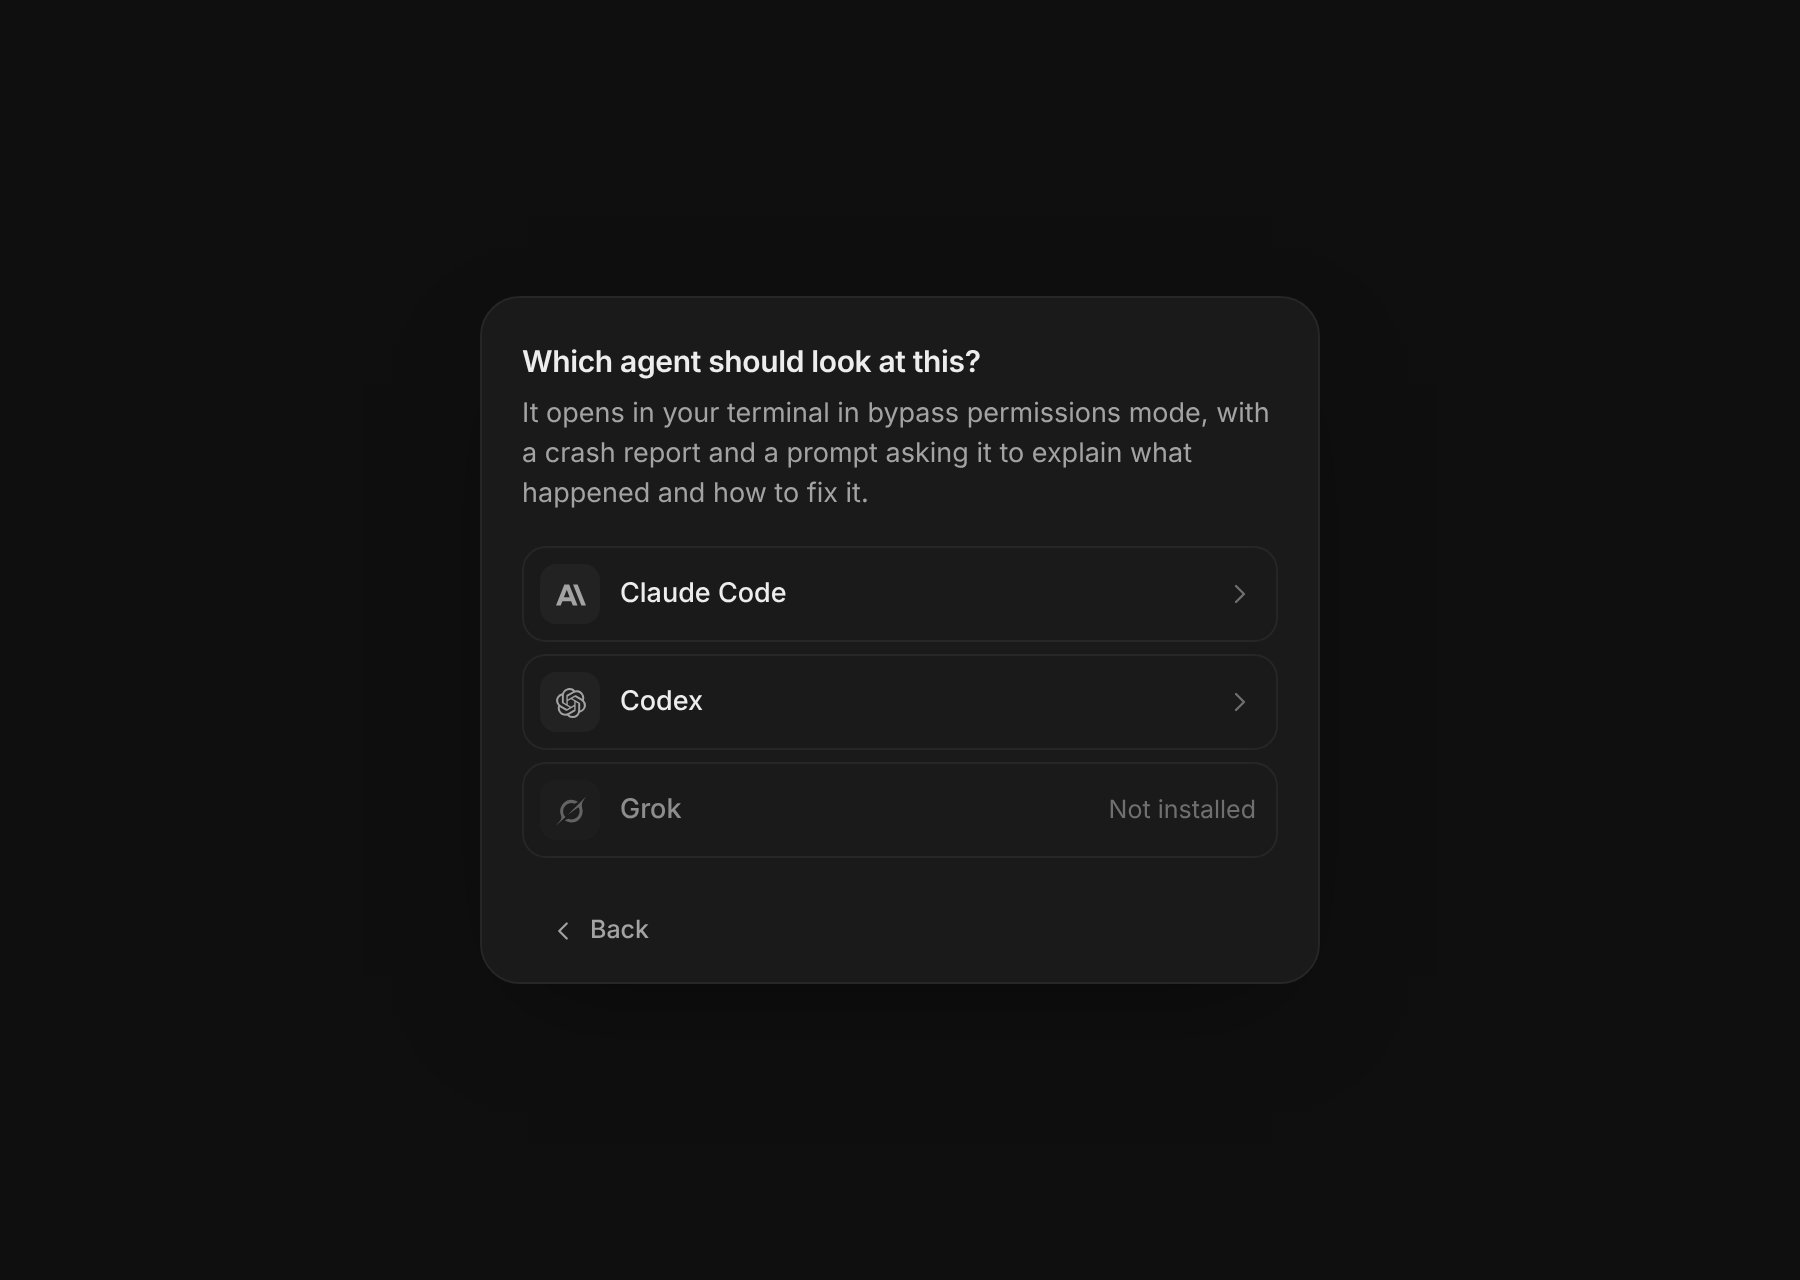 Which agent should look at this?
It opens in your terminal in bypass permissions mode, with
a crash report and a prompt asking it to explain what
happened and how to fix it.
Claude Code
Codex
Grok
Not installed
Back